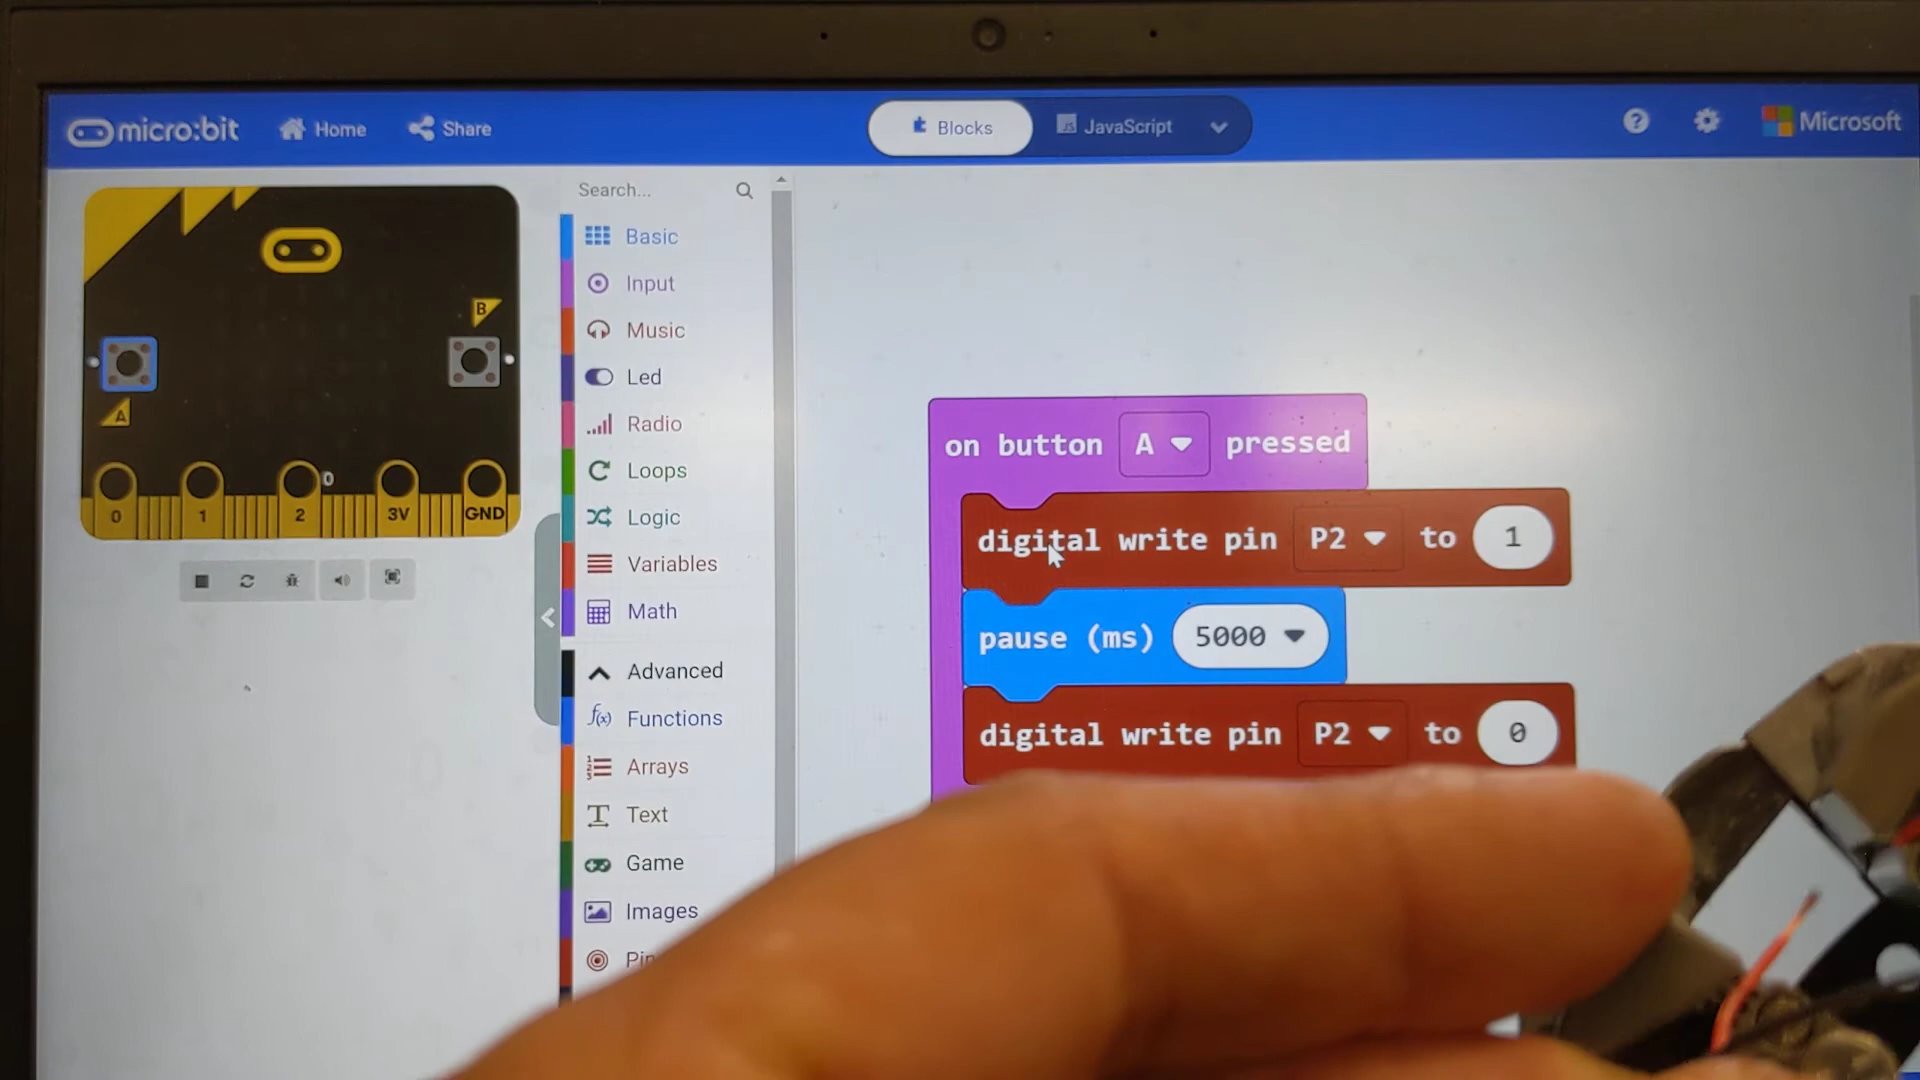 micro:bit Home Share Blocks JavaScript Microsoft
Search...
Basic
Input
Music
Led
Radio
Loops
Logic
Variables
Math
Advanced
Functions
Arrays
Text
Game
Images
B
A
0
0 1 2 3V GND
on button A pressed
digital write pin P2 to 1
pause (ms) 5000
digital write pin P2 to 0